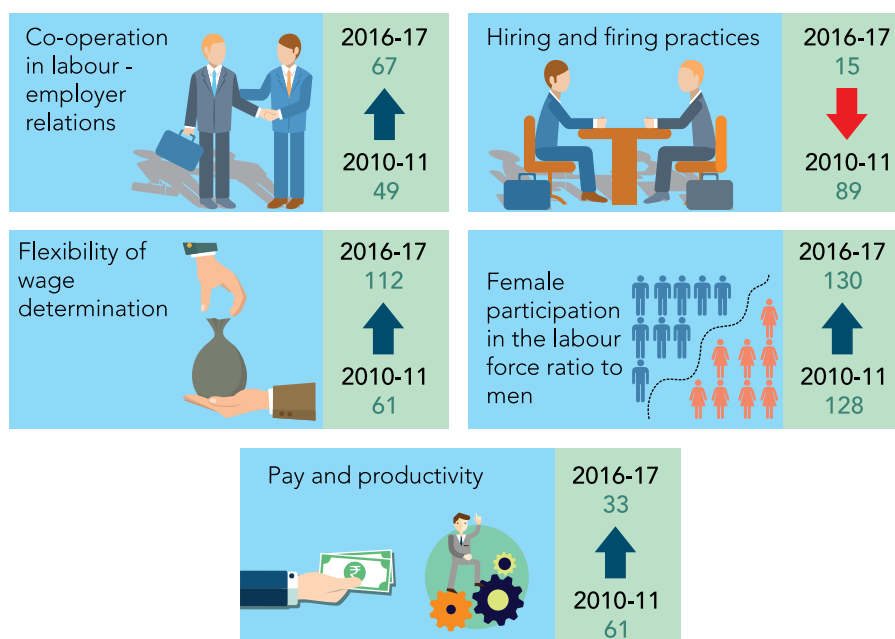 Co-operation
in labour -
employer
relations
2016-17
67
2010-11
49
Hiring and firing practices
2016-17
15
2010-11
89
Flexibility of
wage
determination
2016-17
112
2010-11
61
Female
participation
in the labour
force ratio to
men
2016-17
130
2010-11
128
Pay and productivity
₹
2016-17
33
2010-11
61